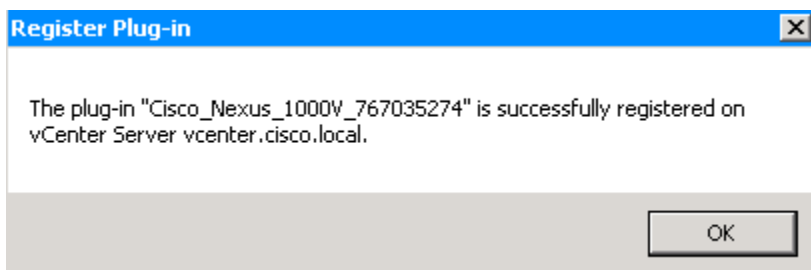 Register Plug-in
The plug-in "Cisco_Nexus_1000V_767035274" is successfully registered on
vCenter Server vcenter.cisco.local.
OK